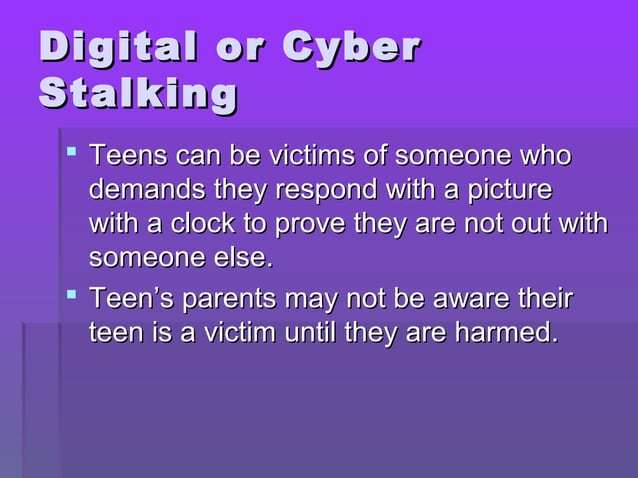 Digital or Cyber
Stalking
▪ Teens can be victims of someone who
demands they respond with a picture
with a clock to prove they are not out with
someone else.
▪ Teen’s parents may not be aware their
teen is a victim until they are harmed.